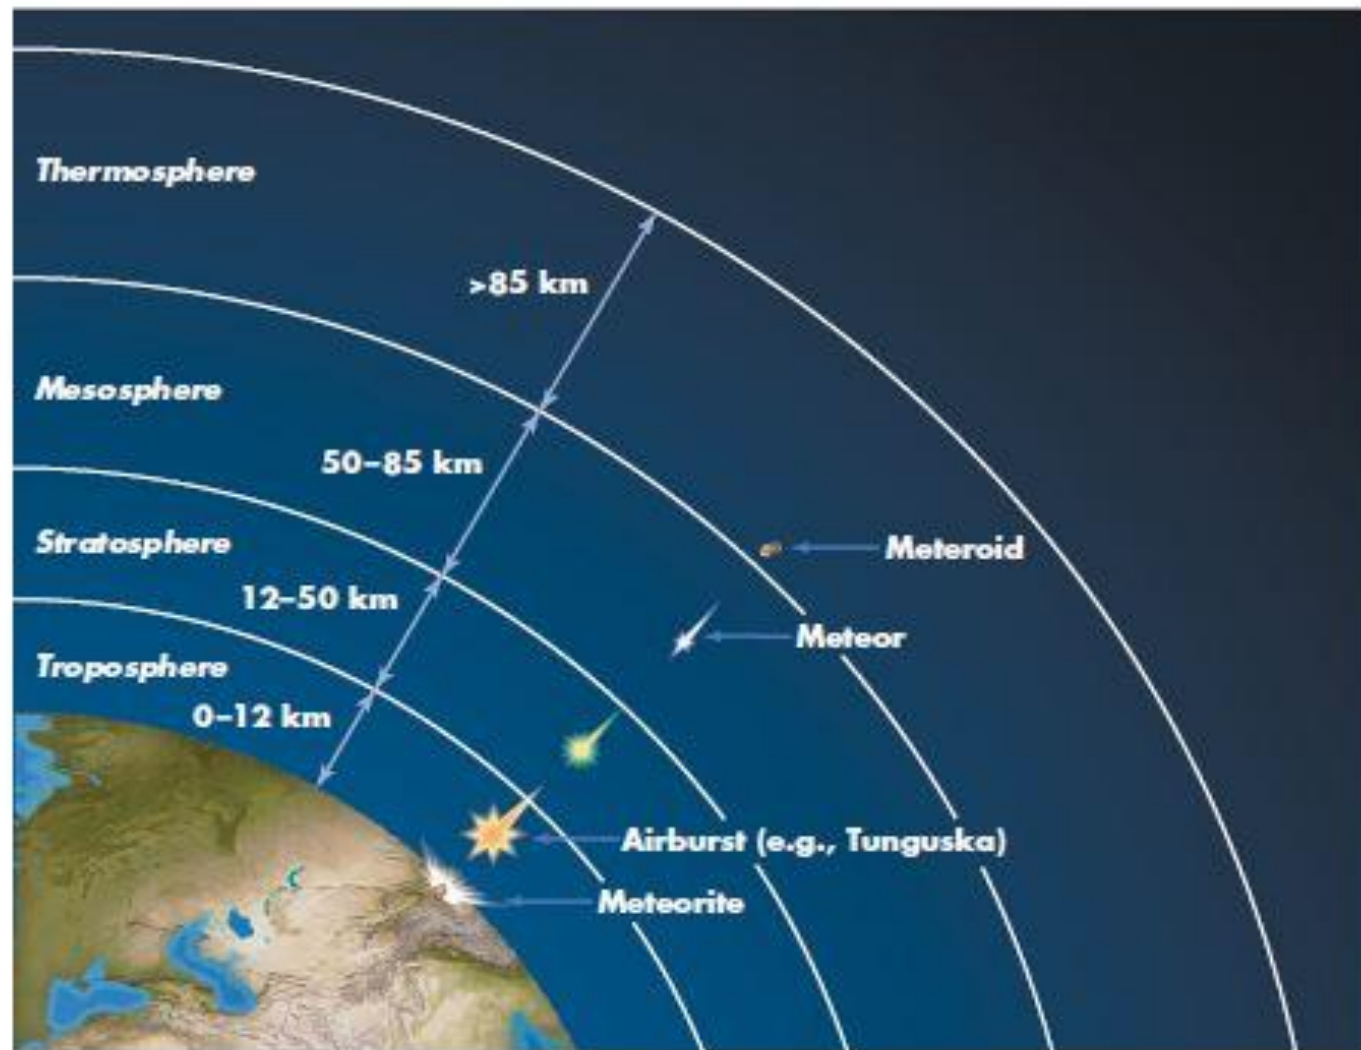 Thermosphere
>85 km
Mesosphere
50–85 km
Stratosphere
Meteroid
12–50 km
Meteor
Troposphere
0–12 km
Airburst (e.g., Tunguska)
Meteorite